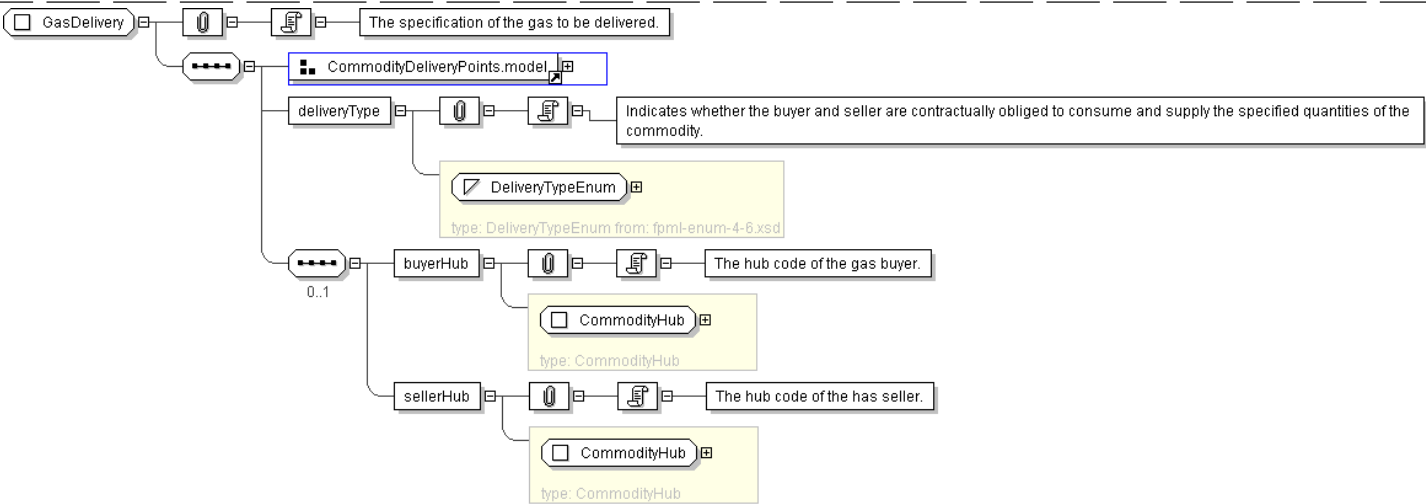 GasDelivery
The specification of the gas to be delivered.
CommodityDeliveryPoints.model
deliveryType
Indicates whether the buyer and seller are contractually obliged to consume and supply the specified quantities of the
commodity.
DeliveryTypeEnum
type: DeliveryTypeEnum from: fpml-enum-4-6.xsd
0..1
buyerHub
The hub code of the gas buyer.
CommodityHub
type: CommodityHub
sellerHub
The hub code of the has seller.
CommodityHub
type: CommodityHub